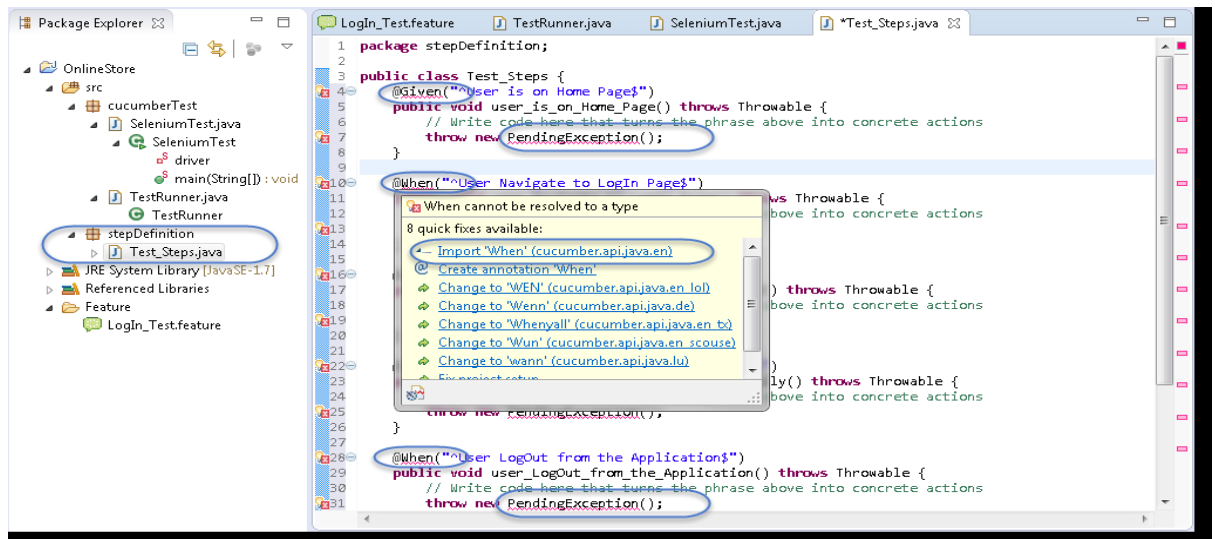 Package Explorer
OnlineStore
src
cucumberTest
SeleniumTest.java
SeleniumTest
driver
main(String[]) : void
TestRunner.java
TestRunner
stepDefinition
Test_Steps.java
JRE System Library [JavaSE-1.7]
Referenced Libraries
Feature
LogIn_Test.feature
LogIn_Test.feature TestRunner.java SeleniumTest.java *Test_Steps.java
1 package stepDefinition;
2
3 public class Test_Steps {
4 @Given("^User is on Home Page$")
5 public void user_is_on_Home_Page() throws Throwable {
6 // Write code here that turns the phrase above into concrete actions
7 throw new PendingException();
8 }
9
10 @When("^User Navigate to LogIn Page$")
11 ws Throwable {
12 bove into concrete actions
13
14
15
16
17 ) throws Throwable {
18 bove into concrete actions
19
20
21
22 )
23 ly() throws Throwable {
24 bove into concrete actions
25 throw new PendingException();
26 }
27
28 @When("^User LogOut from the Application$")
29 public void user_LogOut_from_the_Application() throws Throwable {
30 // Write code here that turns the phrase above into concrete actions
31 throw new PendingException();
When cannot be resolved to a type
8 quick fixes available:
Import 'When' (cucumber.api.java.en)
Create annotation 'When'
Change to 'WEN' (cucumber.api.java.en_lol)
Change to 'Wenn' (cucumber.api.java.de)
Change to 'Whenyall' (cucumber.api.java.en_tx)
Change to 'Wun' (cucumber.api.java.en_scouse)
Change to 'wann' (cucumber.api.java.lu)
Fix project setup